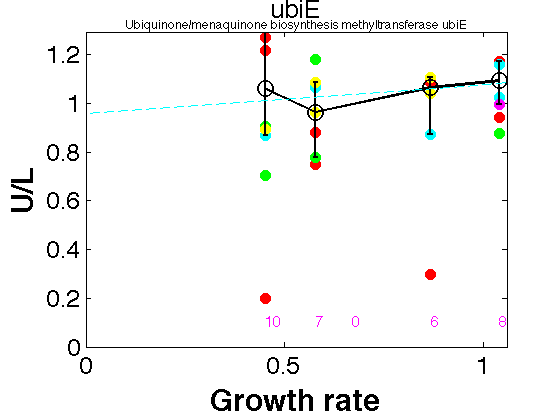 ubiE
Ubiquinone/menaquinone biosynthesis methyltransferase ubiE
1.2
1
0.8
0.6
0.4
0.2
0
U/L
10 7 0 6 8
0 0.5 1
Growth rate